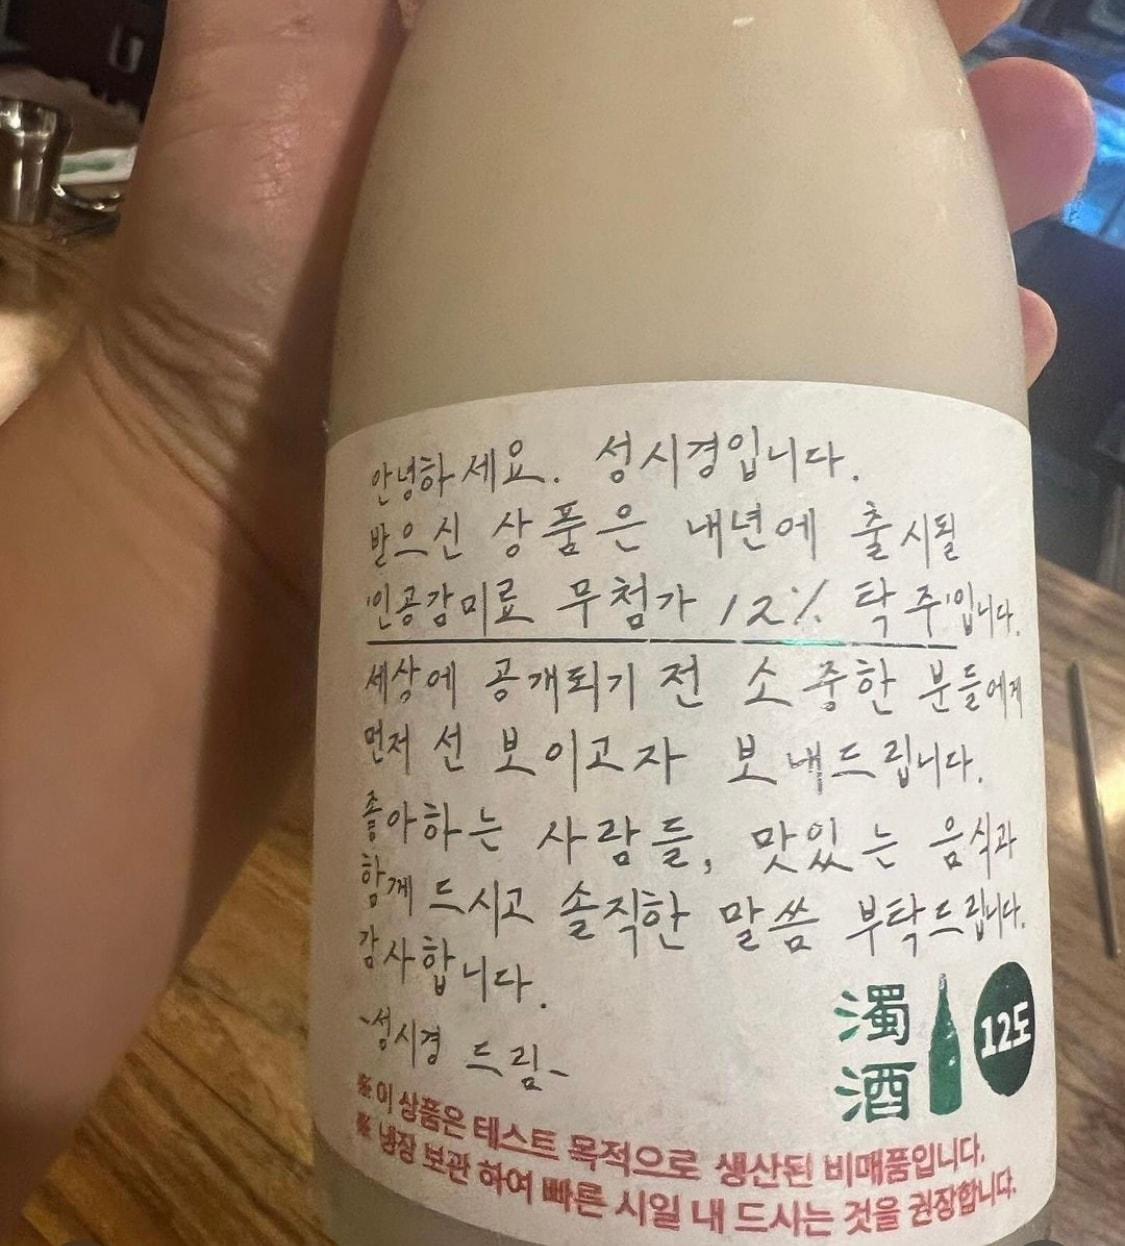 안녕하세요. 성시경입니다.
받으신 상품은 내년에 출시될
'인공감미료 무첨가 12% 탁주'입니다.
세상에 공개되기 전 소중한 분들에게
먼저 선 보이고자 보내드립니다.
좋아하는 사람들, 맛있는 음식과
함께 드시고 솔직한 말씀 부탁드립니다.
감사합니다.
-성시경 드림-
濁酒
12도
※이 상품은 테스트 목적으로 생산된 비매품입니다.
※ 냉장 보관 하여 빠른 시일 내 드시는 것을 권장합니다.